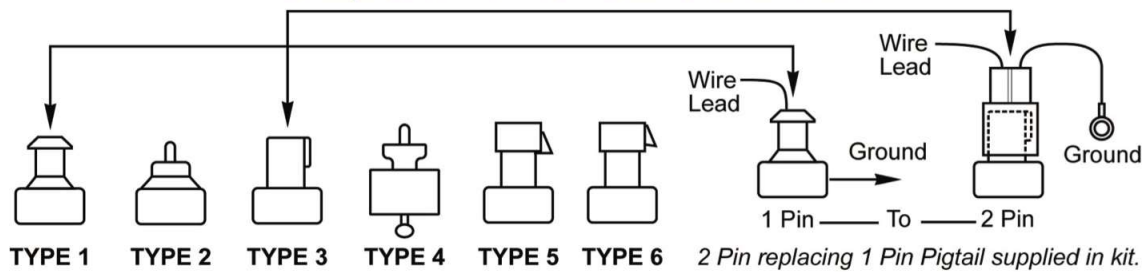 Wire
Lead
Wire
Lead
Ground
Ground
1 Pin To 2 Pin
TYPE 1 TYPE 2 TYPE 3 TYPE 4 TYPE 5 TYPE 6
2 Pin replacing 1 Pin Pigtail supplied in kit.